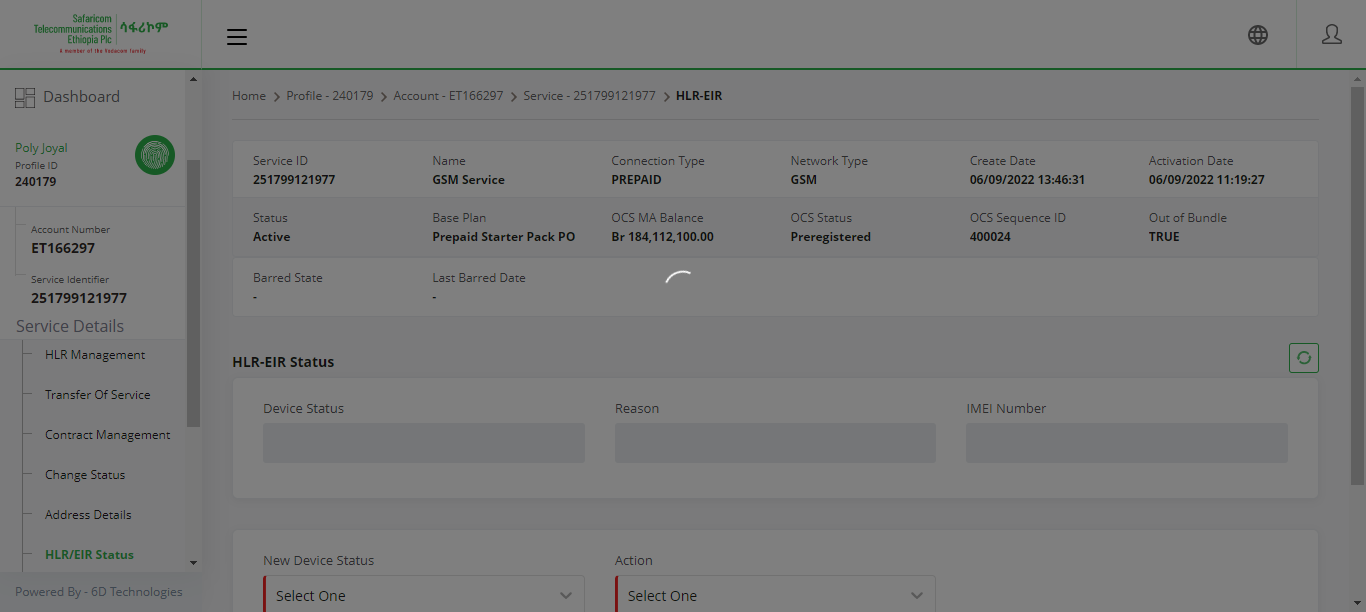 Safaricom
Telecommunications
Ethiopia Plc
ሳፋሪኮም
A member of the Vodacom family
Dashboard
Poly Joyal
Profile ID
240179
Account Number
ET166297
Service Identifier
251799121977
Service Details
HLR Management
Transfer Of Service
Contract Management
Change Status
Address Details
HLR/EIR Status
Powered By - 6D Technologies
Home > Profile - 240179 > Account - ET166297 > Service - 251799121977 > HLR-EIR
Service ID Name Connection Type Network Type Create Date Activation Date
251799121977 GSM Service PREPAID GSM 06/09/2022 13:46:31 06/09/2022 11:19:27
Status Base Plan OCS MA Balance OCS Status OCS Sequence ID Out of Bundle
Active Prepaid Starter Pack PO Br 184,112,100.00 Preregistered 400024 TRUE
Barred State Last Barred Date
- -
HLR-EIR Status
Device Status Reason IMEI Number
New Device Status Action
Select One Select One